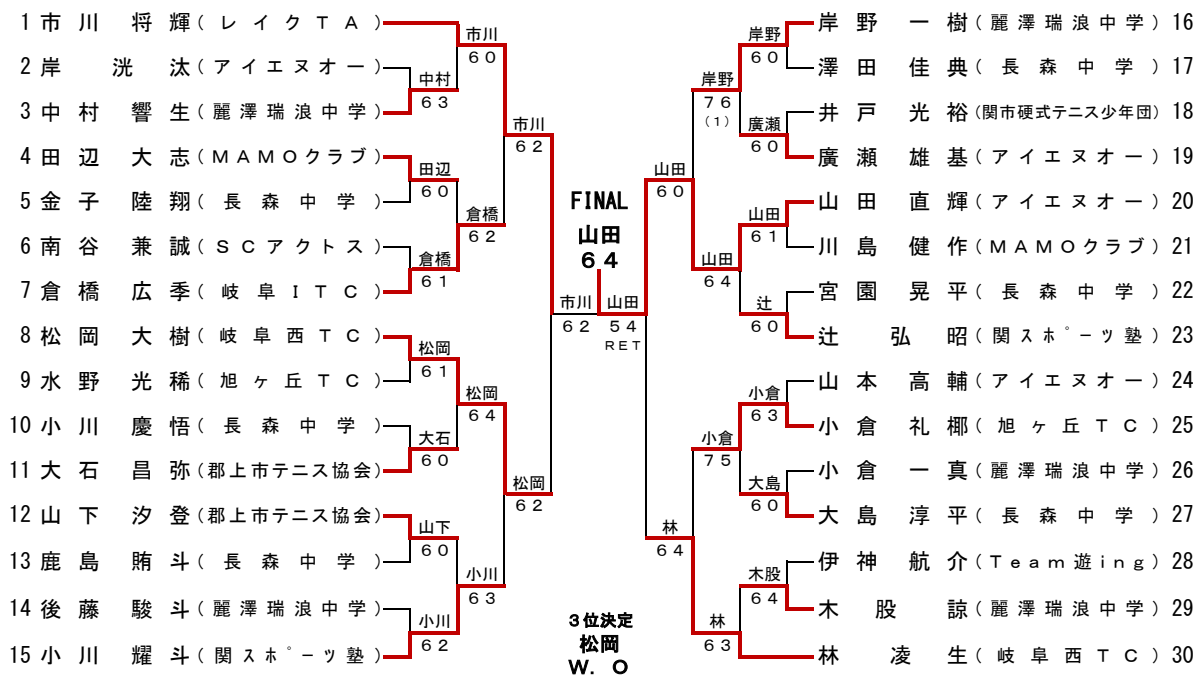 1 市川 将輝 (レイクTA)
2 岸 洸汰 (アイエヌオー)
3 中村 響生 (麗澤瑞浪中学)
4 田辺 大志 (MAMOクラブ)
5 金子 陸翔 (長森中学)
6 南谷 兼誠 (SCアクトス)
7 倉橋 広季 (岐阜ITC)
8 松岡 大樹 (岐阜西TC)
9 水野 光稀 (旭ヶ丘TC)
10 小川 慶悟 (長森中学)
11 大石 昌弥 (郡上市テニス協会)
12 山下 汐登 (郡上市テニス協会)
13 鹿島 賄斗 (長森中学)
14 後藤 駿斗 (麗澤瑞浪中学)
15 小川 耀斗 (関スポーツ塾)
中村
63
田辺
60
倉橋
61
松岡
61
大石
60
山下
60
小川
62
市川
60
倉橋
62
松岡
64
小川
63
市川
62
松岡
62
市川
62
FINAL
山田
64
山田
54
RET
3位決定
松岡
W.O
山田
60
林
64
岸野
76
(1)
山田
64
小倉
75
林
63
岸野
60
廣瀬
60
山田
61
辻
60
小倉
63
大島
60
木股
64
岸野 一樹 (麗澤瑞浪中学) 16
澤田 佳典 (長森中学) 17
井戸 光裕 (関市硬式テニス少年団) 18
廣瀬 雄基 (アイエヌオー) 19
山田 直輝 (アイエヌオー) 20
川島 健作 (MAMOクラブ) 21
宮園 晃平 (長森中学) 22
辻 弘昭 (関スポーツ塾) 23
山本 高輔 (アイエヌオー) 24
小倉 礼椰 (旭ヶ丘TC) 25
小倉 一真 (麗澤瑞浪中学) 26
大島 淳平 (長森中学) 27
伊神 航介 (Team遊ing) 28
木股 諒 (麗澤瑞浪中学) 29
林 凌生 (岐阜西TC) 30